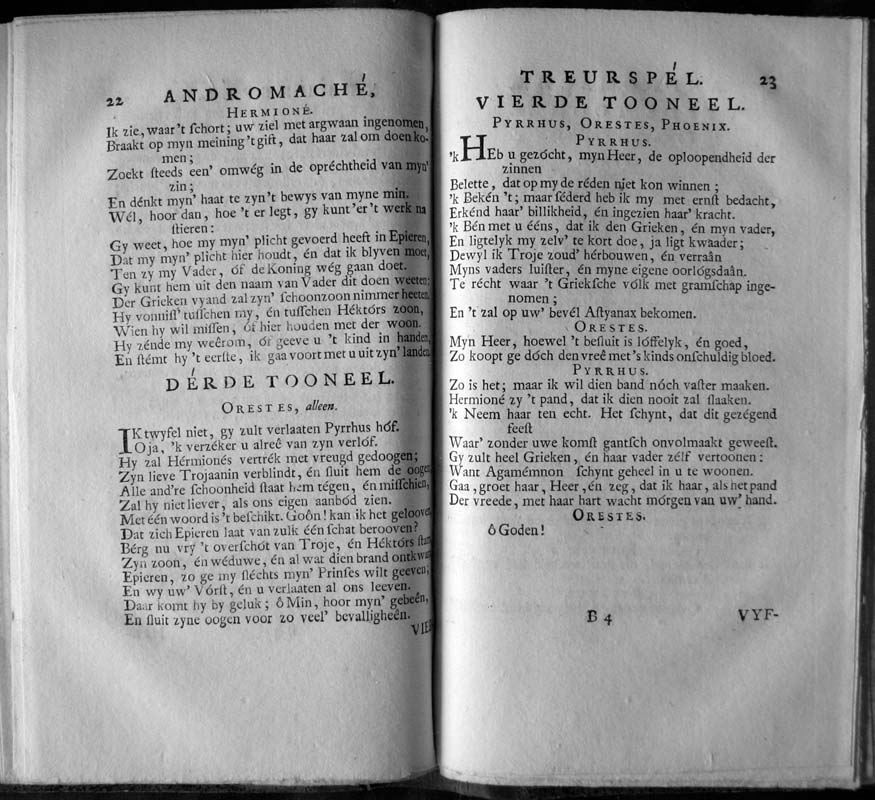 22 ANDROMACHÉ,
HERMIONÉ.
Ik zie, waar 't ſchort; uw ziel met argwaan ingenomen,
Braakt op myn meining 't gift, dat haar zal om doen ko-
men;
Zoekt ſteeds een' omwég in de opréchtheid van myn'
zin;
En dénkt myn' haat te zyn 't bewys van myne min.
Wél, hoor dan, hoe 't er legt, gy kunt 'er 't werk na
ſtieren:
Gy weet, hoe my myn' plicht gevoerd heeft in Epieren,
Dat my myn' plicht hier houdt, én dat ik blyven moet,
Ten zy my Vader, óf de Koning wég gaan doet.
Gy kunt hem uit den naam van Vader dit doen weeten;
Der Grieken vyand zal zyn' ſchoonzoon nimmer heeten.
Hy vonniſſ' tuſſchen my, én tuſſchen Héktórs zoon,
Wien hy wil miſſen, óf hier houden met der woon.
Hy zénde my weêrom, óf geeve u 't kind in handen,
En ſtémt hy 't eerſte, ik gaa voort met u uit zyn' landen.
DÉRDE TOONEEL.
ORESTES, alleen.
IK twyfel niet, gy zult verlaaten Pyrrhus hóf.
O ja, 'k verzéker u alreê van zyn verlóf.
Hy zal Hérmionés vertrék met vreugd gedoogen;
Zyn lieve Trojaanin verblindt, én ſluit hem de oogen
Alle and're ſchoonheid ſtaat hem tégen, én miſſchien,
Zal hy niet liever, als ons eigen aanbód zien.
Met één woord is 't beſchikt. Goôn! kan ik het gelooven
Dat zich Epieren laat van zulk één ſchat berooven?
Bérg nu vry 't overſchót van Troje, én Héktórs
Zyn zoon, én wéduwe, én al wat dien brand
Epieren, zo ge my ſléchts myn' Prinſes wilt geeven;
En wy uw' Vórſt, én u verlaaten al ons leeven.
Daar komt hy by geluk; ô Min, hoor myn' gebeên,
En ſluit zyne oogen voor zo veel' bevalligheên.
VIER
TREURSPÉL. 23
VIERDE TOONEEL.
PYRRHUS, ORESTES, PHOENIX.
PYRRHUS.
'k HEb u gezócht, myn Heer, de oploopendheid der
zinnen
Belette, dat op my de réden niet kon winnen;
'k Bekén 't; maar ſéderd heb ik my met ernſt bedacht,
Erkénd haar' billikheid, én ingezien haar' kracht.
'k Bén met u ééns, dat ik den Grieken, én myn vader,
En ligtelyk my zelv' te kort doe, ja ligt kwaader;
Dewyl ik Troje zoud' hérbouwen, én verraân
Myns vaders luiſter, én myne eigene oorlógsdaân.
Te récht waar 't Griekſche vólk met gramſchap inge-
nomen;
En 't zal op uw' bevél Aſtyanax bekomen.
ORESTES.
Myn Heer, hoewel 't beſluit is lóffelyk, én goed,
Zo koopt ge dóch den vreê met 's kinds onſchuldig bloed.
PYRRHUS.
Zo is het; maar ik wil dien band nóch vaſter maaken.
Hermioné zy 't pand, dat ik dien nooit zal ſlaaken.
'k Neem haar ten echt. Het ſchynt, dat dit gezégend
feeſt
Waar' zonder uwe komſt gantſch onvolmaakt geweeſt.
Gy zult heel Grieken, én haar vader zélf vertoonen:
Want Agamémnon ſchynt geheel in u te woonen.
Gaa, groet haar, Heer, én zeg, dat ik haar, als het pand
Der vreede, met haar hart wacht mórgen van uw' hand.
ORESTES.
ô Goden!
B 4 VYF-